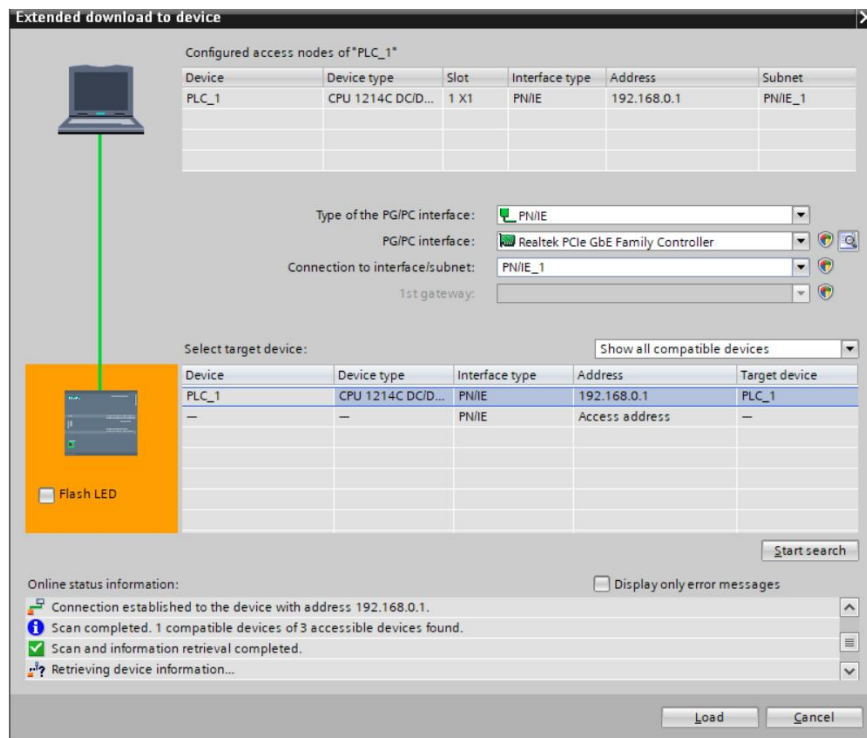 Extended download to device
Configured access nodes of "PLC_1"
Device Device type Slot Interface type Address Subnet
PLC_1 CPU 1214C DC/D... 1 X1 PN/IE 192.168.0.1 PN/IE_1
Type of the PG/PC interface: PN/IE
PG/PC interface: Realtek PCIe GbE Family Controller
Connection to interface/subnet: PN/IE_1
1st gateway:
Select target device: Show all compatible devices
Device Device type Interface type Address Target device
PLC_1 CPU 1214C DC/D... PN/IE 192.168.0.1 PLC_1
— — PN/IE Access address —
Flash LED
Start search
Online status information: Display only error messages
Connection established to the device with address 192.168.0.1.
Scan completed. 1 compatible devices of 3 accessible devices found.
Scan and information retrieval completed.
Retrieving device information...
Load Cancel